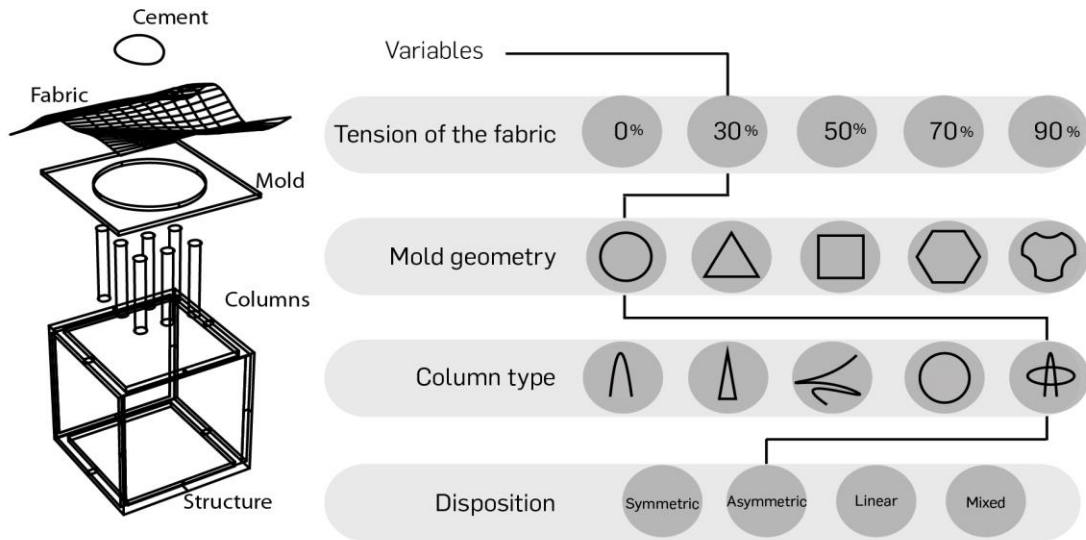 Cement
Fabric
Mold
Columns
Structure
Variables
Tension of the fabric 0% 30% 50% 70% 90%
Mold geometry
Column type
Disposition Symmetric Asymmetric Linear Mixed